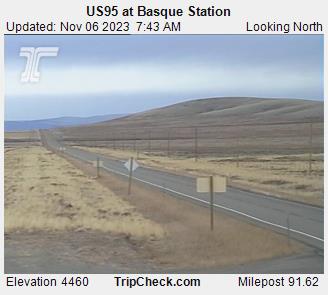 US95 at Basque Station
Updated: Nov 06 2023 7:43 AM Looking North
Elevation 4460 TripCheck.com Milepost 91.62